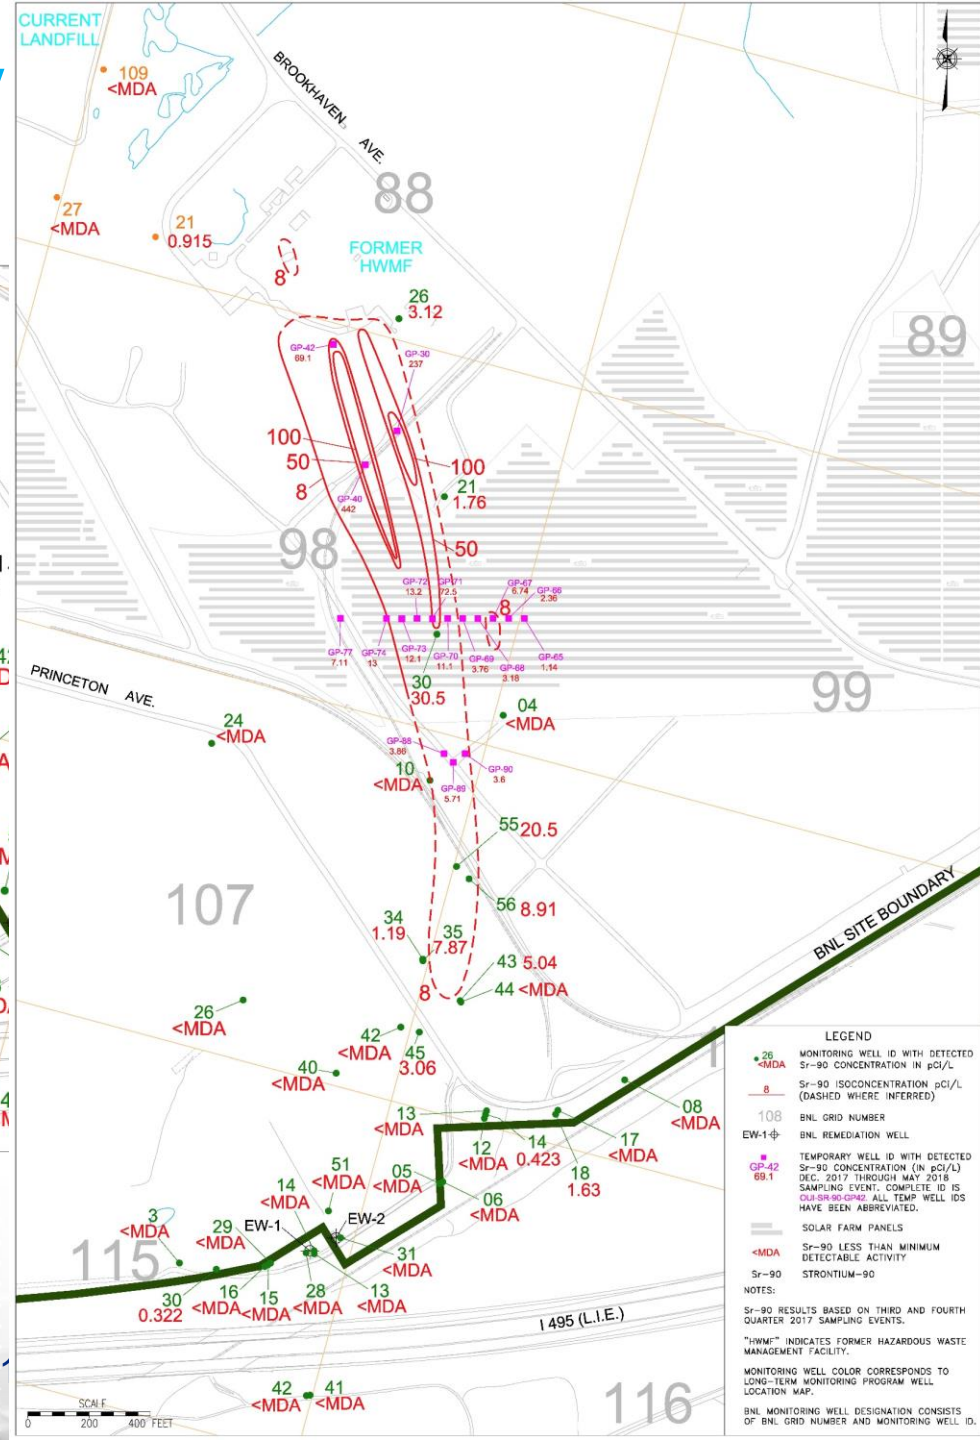 CURRENT
LANDFILL
109
<MDA
BROOKHAVEN AVE.
88
27
<MDA
21
0.915
FORMER
HWMF
8
26
3.12
89
GP-42
69.1
GP-30
237
100
50
8
100
GP-40
442
21
1.76
98
50
GP-72
13.2
GP-71
72.5
GP-67
6.74
GP-66
2.36
8
GP-77
7.11
GP-74
13
GP-73
12.1
GP-70
11.1
GP-69
3.76
GP-68
3.18
GP-65
1.14
30
30.5
PRINCETON AVE.
99
04
<MDA
24
<MDA
GP-88
3.86
GP-90
3.6
GP-89
5.71
10
<MDA
55 20.5
107
56 8.91
34
1.19
35
7.87
BNL SITE BOUNDARY
43 5.04
44 <MDA
8
26
<MDA
42
<MDA
45
3.06
40
<MDA
08
<MDA
13
<MDA
12
<MDA
14
0.423
17
<MDA
18
1.63
05
<MDA
06
<MDA
51
<MDA
14
<MDA
EW-1
EW-2
3
<MDA
29
<MDA
115
31
<MDA
30
0.322
16
<MDA
15
<MDA
28
<MDA
13
<MDA
I 495 (L.I.E.)
42
<MDA
41
<MDA
116
SCALE
0 200 400 FEET
LEGEND
26
<MDA
MONITORING WELL ID WITH DETECTED
Sr-90 CONCENTRATION IN pCi/L
8
Sr-90 ISOCONCENTRATION pCi/L
(DASHED WHERE INFERRED)
108 BNL GRID NUMBER
EW-1 BNL REMEDIATION WELL
GP-42
69.1
TEMPORARY WELL ID WITH DETECTED
Sr-90 CONCENTRATION (IN pCi/L)
DEC. 2017 THROUGH MAY 2018
SAMPLING EVENT. COMPLETE ID IS
OUI-SR-90-GP42. ALL TEMP WELL IDS
HAVE BEEN ABBREVIATED.
SOLAR FARM PANELS
<MDA
Sr-90 LESS THAN MINIMUM
DETECTABLE ACTIVITY
Sr-90 STRONTIUM-90
NOTES:
Sr-90 RESULTS BASED ON THIRD AND FOURTH
QUARTER 2017 SAMPLING EVENTS.
"HWMF" INDICATES FORMER HAZARDOUS WASTE
MANAGEMENT FACILITY.
MONITORING WELL COLOR CORRESPONDS TO
LONG-TERM MONITORING PROGRAM WELL
LOCATION MAP.
BNL MONITORING WELL DESIGNATION CONSISTS
OF BNL GRID NUMBER AND MONITORING WELL ID.